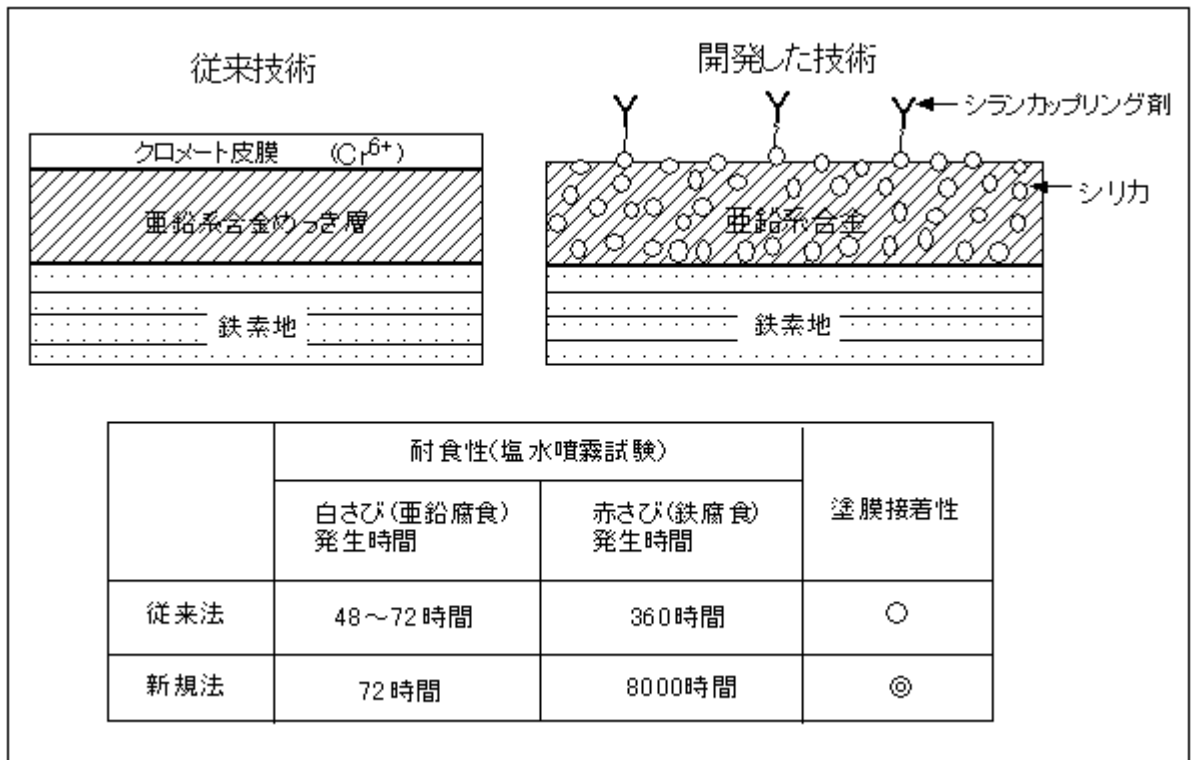 従来技術
クロメート皮膜 (Cr6+)
亜鉛系合金めっき層
鉄素地
開発した技術
シランカップリング剤
シリカ
亜鉛系合金
鉄素地
耐食性(塩水噴霧試験)
白さび(亜鉛腐食)
発生時間
赤さび(鉄腐食)
発生時間
塗膜接着性
従来法
48～72時間
360時間
○
新規法
72時間
8000時間
◎